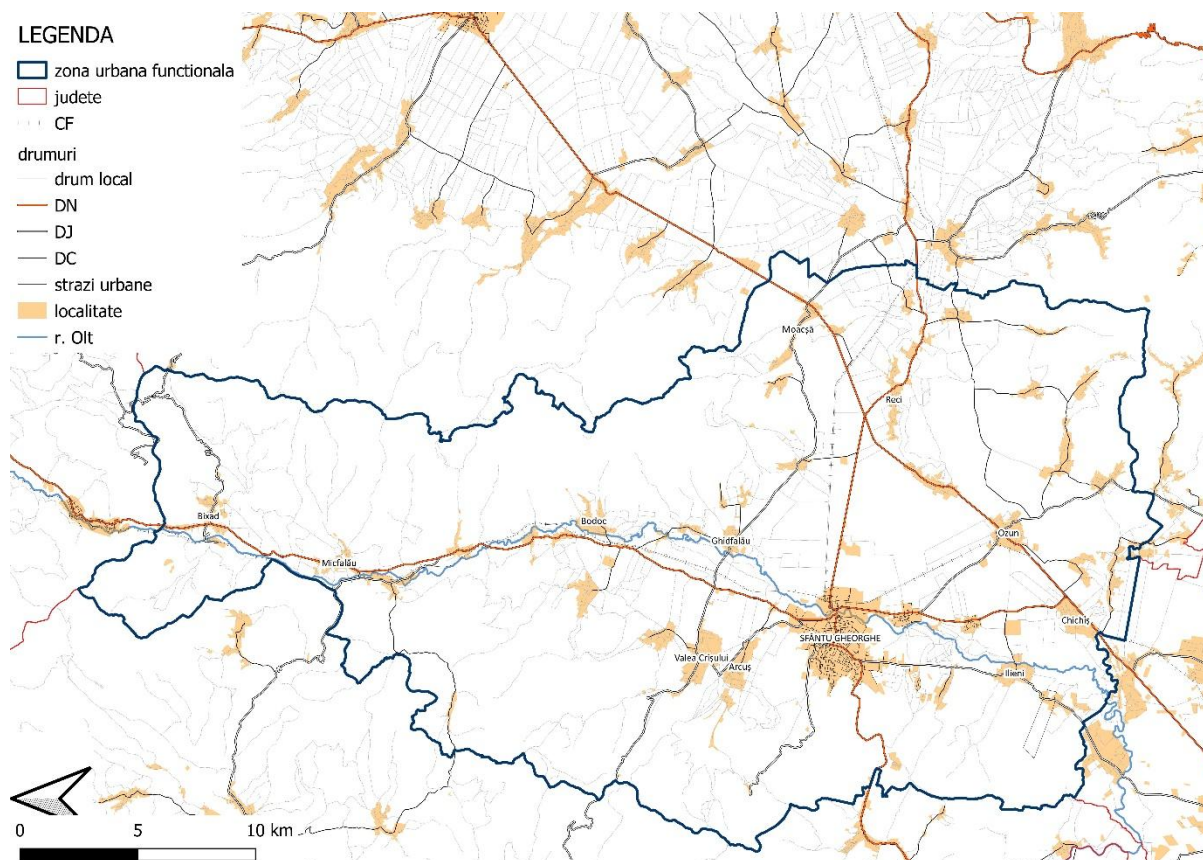 LEGENDA
zona urbana functionala
judete
CF
drumuri
drum local
DN
DJ
DC
strazi urbane
localitate
r. Olt
Moacșă
Reci
Bixad
Micfalău
Bodoc
Ghidfalău
Ozun
Chichiș
SFÂNTU GHEORGHE
Valea Crișului
Arcuș
Ilieni
0 5 10 km